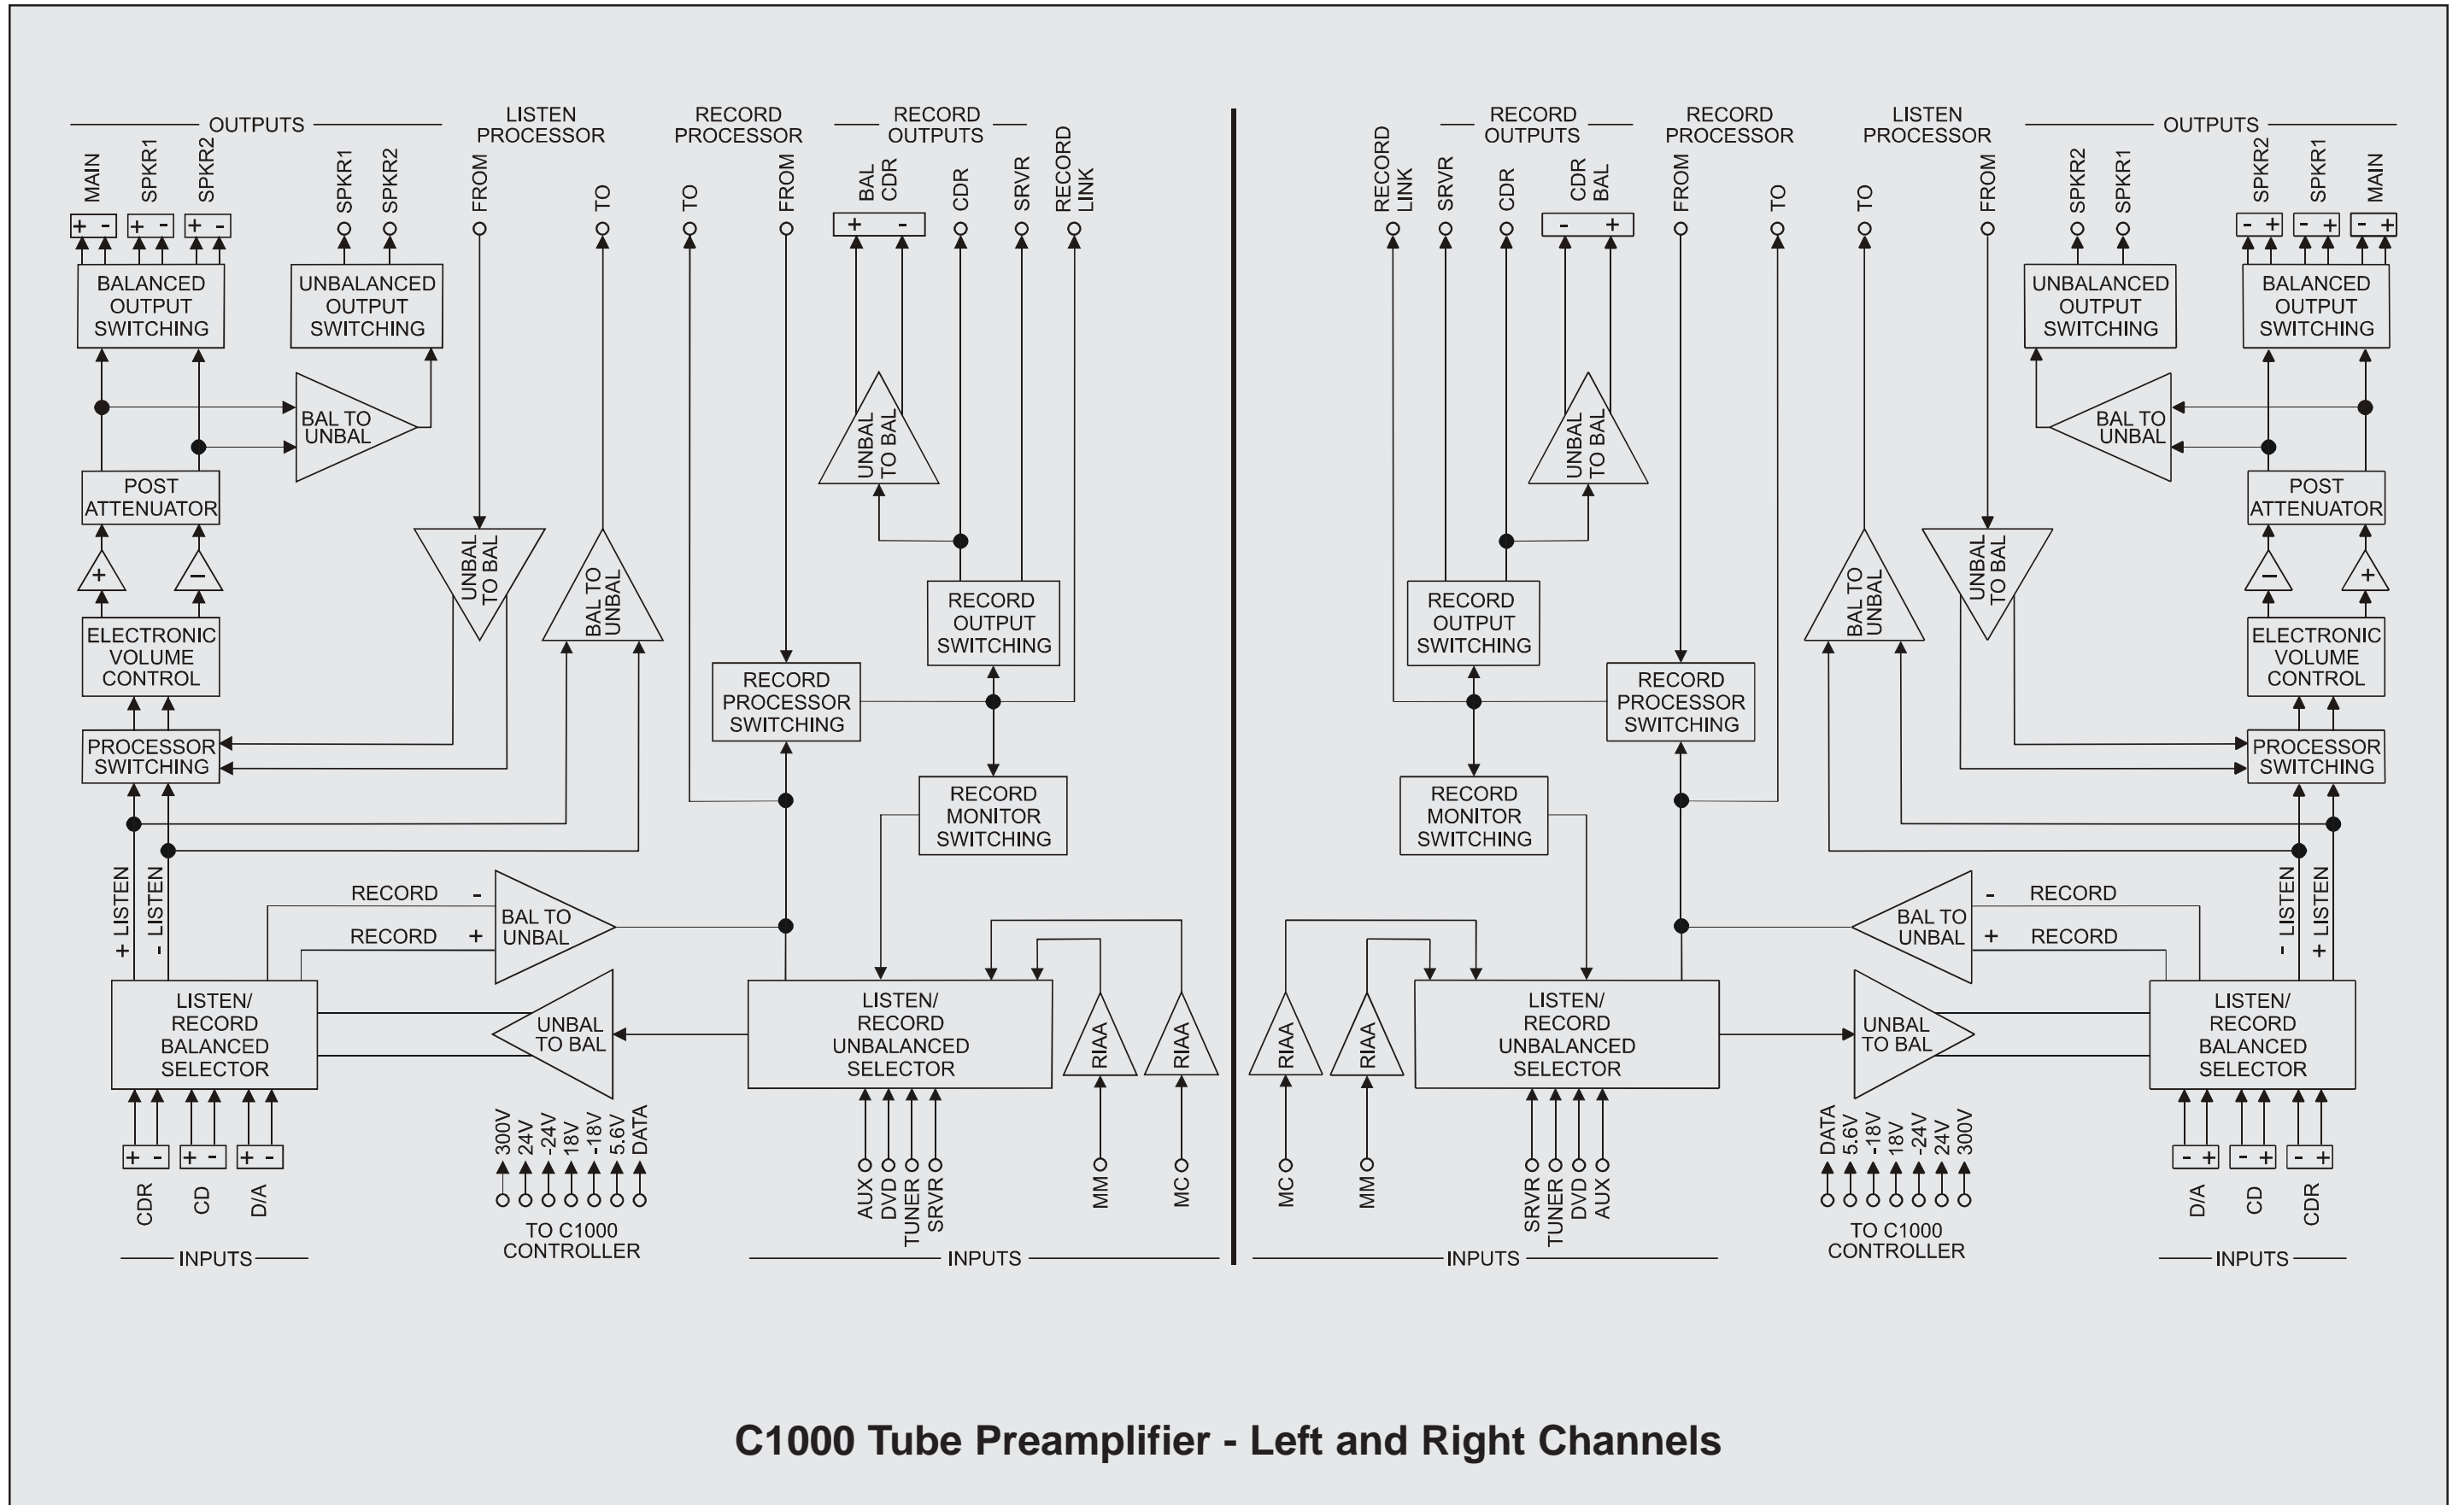 OUTPUTS
LISTEN
PROCESSOR
RECORD
PROCESSOR
RECORD
OUTPUTS
MAIN
SPKR1
SPKR2
SPKR1
SPKR2
FROM
TO
TO
FROM
BAL
CDR
CDR
SRVR
RECORD
LINK
+ -
+ -
+ -
+ -
BALANCED
OUTPUT
SWITCHING
UNBALANCED
OUTPUT
SWITCHING
BAL TO
UNBAL
UNBAL
TO BAL
POST
ATTENUATOR
+
–
UNBAL
TO BAL
BAL TO
UNBAL
RECORD
OUTPUT
SWITCHING
ELECTRONIC
VOLUME
CONTROL
RECORD
PROCESSOR
SWITCHING
PROCESSOR
SWITCHING
RECORD
MONITOR
SWITCHING
+ LISTEN
- LISTEN
RECORD -
RECORD +
BAL TO
UNBAL
LISTEN/
RECORD
BALANCED
SELECTOR
UNBAL
TO BAL
LISTEN/
RECORD
UNBALANCED
SELECTOR
RIAA
RIAA
+ -
+ -
+ -
CDR
CD
D/A
300V
24V
-24V
18V
-18V
5.6V
DATA
TO C1000
CONTROLLER
AUX
DVD
TUNER
SRVR
MM
MC
INPUTS
INPUTS
RECORD
OUTPUTS
RECORD
PROCESSOR
LISTEN
PROCESSOR
OUTPUTS
RECORD
LINK
SRVR
CDR
CDR
BAL
FROM
TO
TO
FROM
SPKR2
SPKR1
SPKR2
SPKR1
MAIN
- +
- +
- +
- +
UNBALANCED
OUTPUT
SWITCHING
BALANCED
OUTPUT
SWITCHING
UNBAL
TO BAL
BAL TO
UNBAL
POST
ATTENUATOR
–
+
BAL TO
UNBAL
UNBAL
TO BAL
RECORD
OUTPUT
SWITCHING
ELECTRONIC
VOLUME
CONTROL
RECORD
PROCESSOR
SWITCHING
PROCESSOR
SWITCHING
RECORD
MONITOR
SWITCHING
- LISTEN
+ LISTEN
- RECORD
+ RECORD
BAL TO
UNBAL
RIAA
RIAA
LISTEN/
RECORD
UNBALANCED
SELECTOR
UNBAL
TO BAL
LISTEN/
RECORD
BALANCED
SELECTOR
MC
MM
SRVR
TUNER
DVD
AUX
DATA
5.6V
-18V
18V
-24V
24V
300V
TO C1000
CONTROLLER
- +
- +
- +
D/A
CD
CDR
INPUTS
INPUTS
C1000 Tube Preamplifier - Left and Right Channels